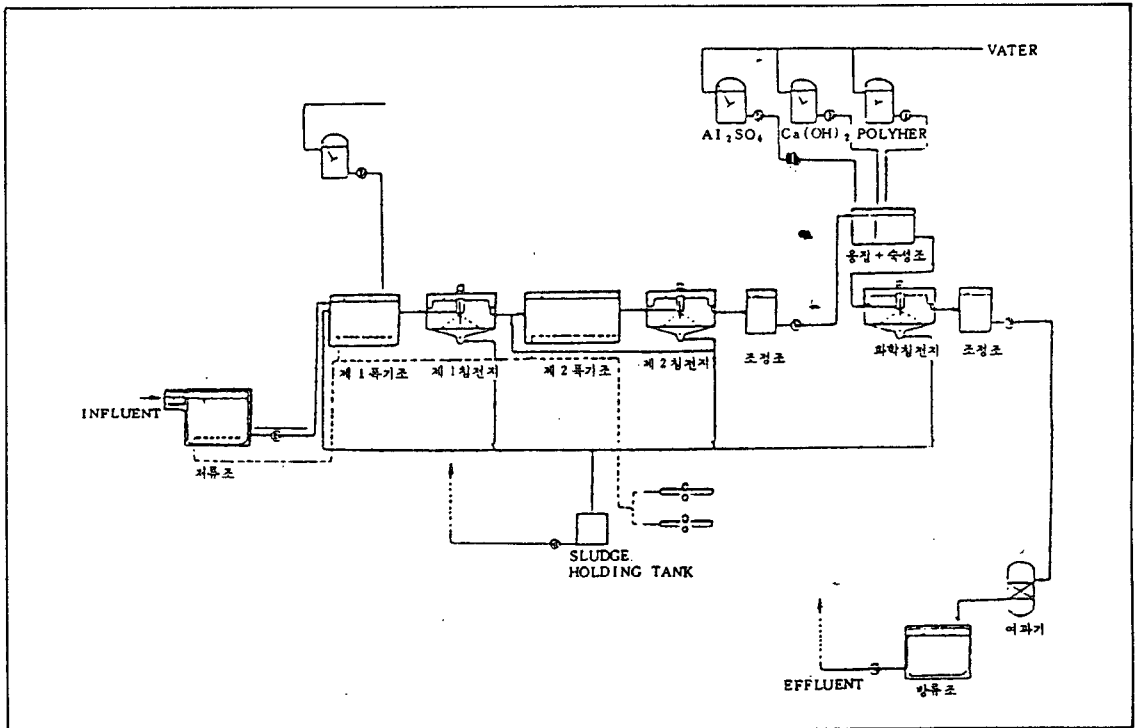 VATER
AI₂SO₄
Ca(OH)₂
POLYHER
응집 + 숙성조
제 1 폭기조
제 1 침전지
제 2 폭기조
제 2 침전지
조정조
화학침전지
조정조
INFLUENT
저류조
SLUDGE
HOLDING TANK
여과기
EFFLUENT
방류조